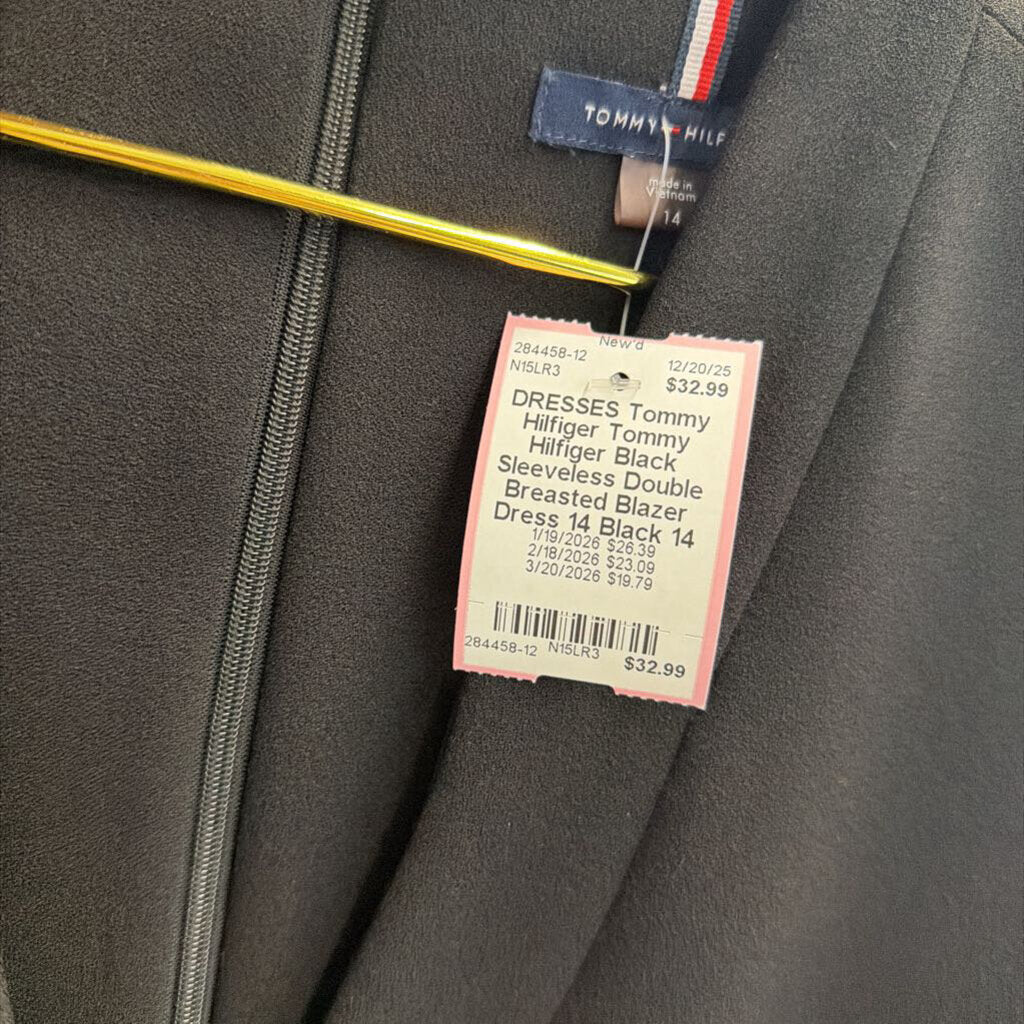 TOMMY HILF
made in
Vietnam
14
New'd
284458-12 12/20/25
N15LR3 $32.99
DRESSES Tommy
Hilfiger Tommy
Hilfiger Black
Sleeveless Double
Breasted Blazer
Dress 14 Black 14
1/19/2026 $26.39
2/18/2026 $23.09
3/20/2026 $19.79
284458-12 N15LR3 $32.99